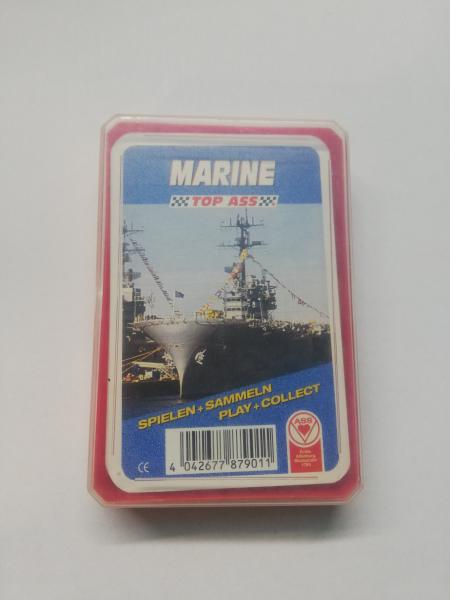 MARINE
TOP ASS
SPIELEN+SAMMELN
PLAY+COLLECT
ASS
CE
4 042677 879011